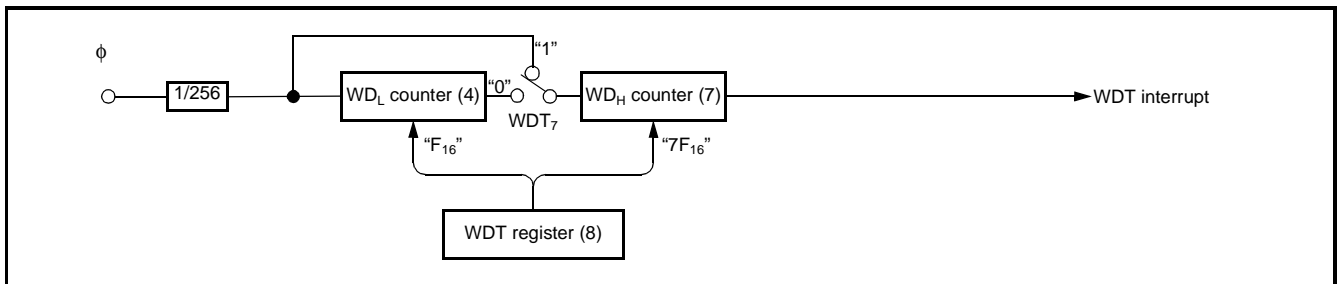 ϕ
“1”
1/256
WDL counter (4)
“0”
WDH counter (7)
WDT interrupt
WDT7
“F16”
“7F16”
WDT register (8)